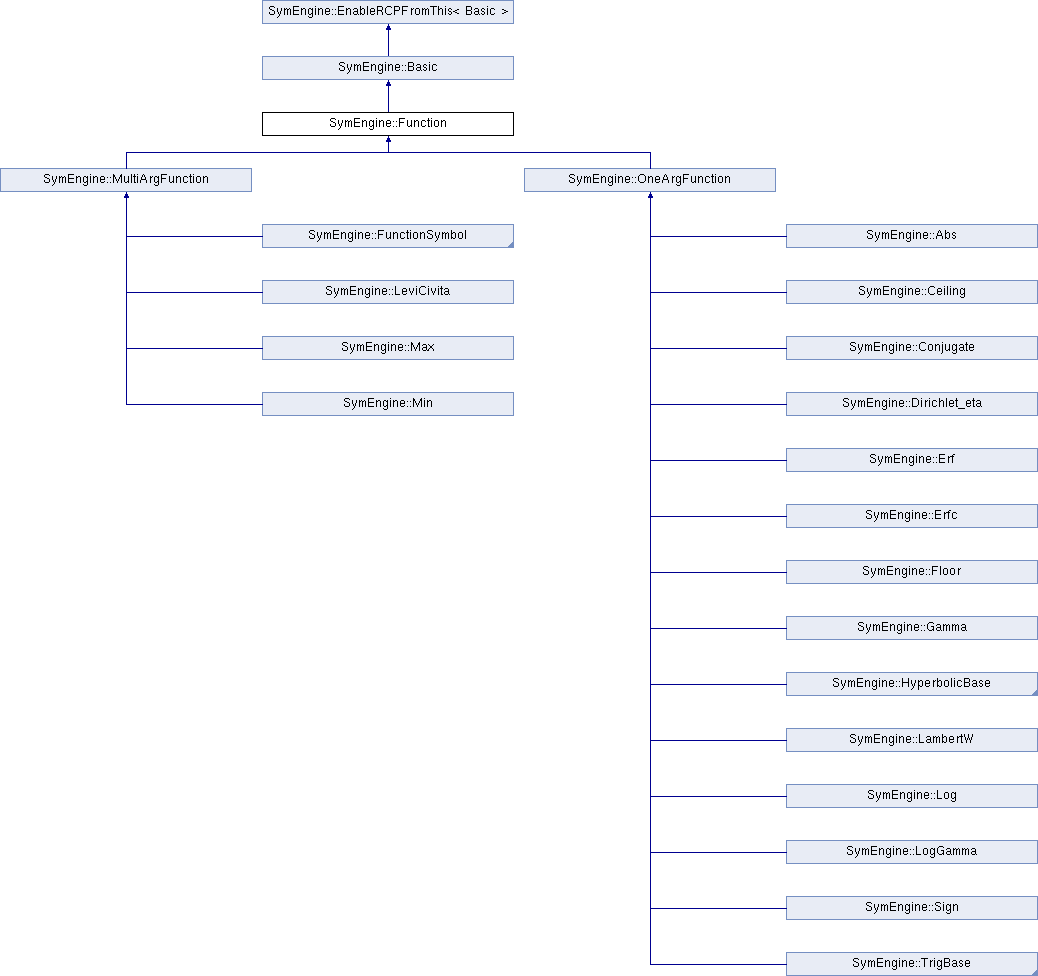 SymEngine::EnableRCPFromThis< Basic >
SymEngine::Basic
SymEngine::Function
SymEngine::MultiArgFunction
SymEngine::OneArgFunction
SymEngine::FunctionSymbol
SymEngine::LeviCivita
SymEngine::Max
SymEngine::Min
SymEngine::Abs
SymEngine::Ceiling
SymEngine::Conjugate
SymEngine::Dirichlet_eta
SymEngine::Erf
SymEngine::Erfc
SymEngine::Floor
SymEngine::Gamma
SymEngine::HyperbolicBase
SymEngine::LambertW
SymEngine::Log
SymEngine::LogGamma
SymEngine::Sign
SymEngine::TrigBase